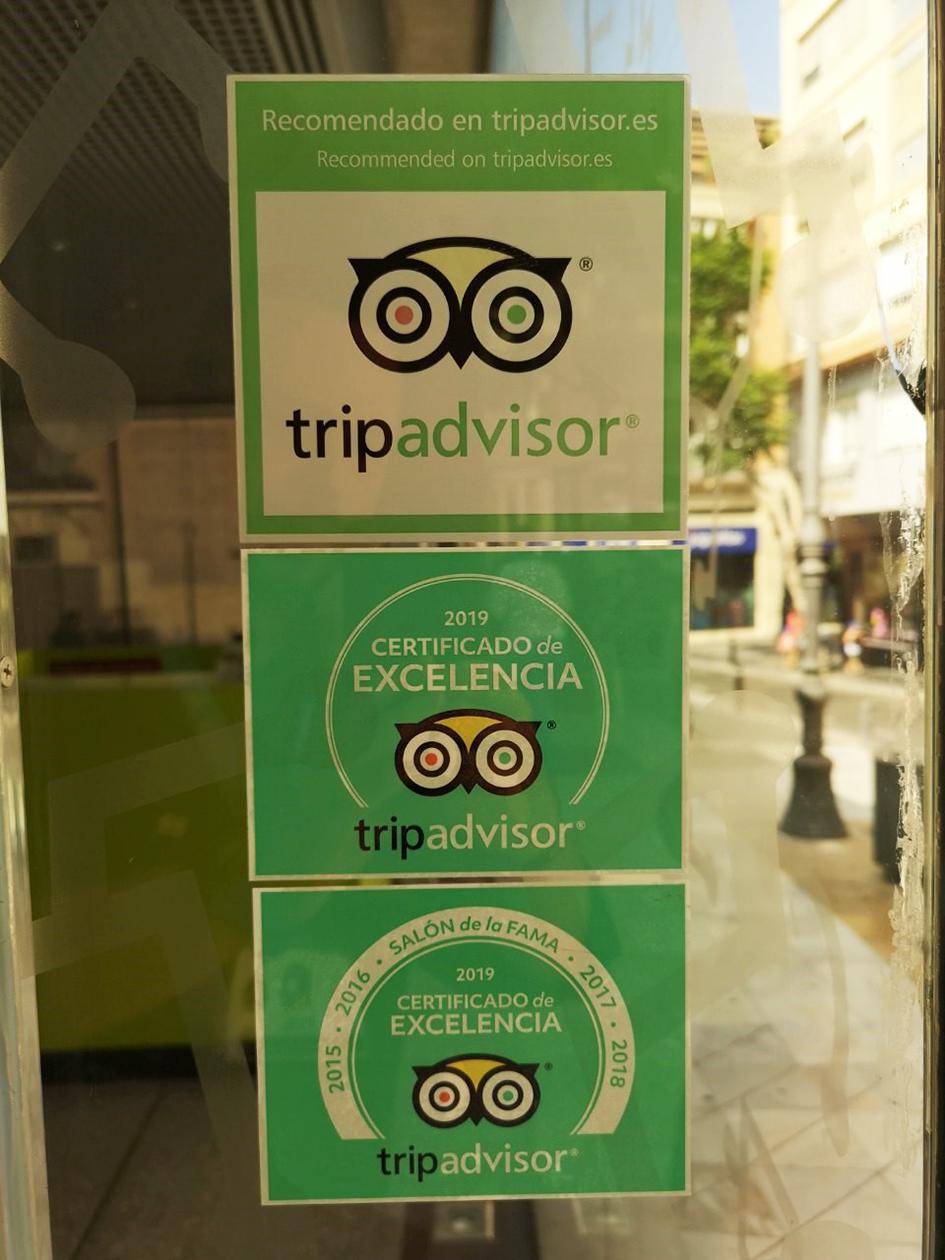 Recomendado en tripadvisor.es
Recommended on tripadvisor.es
®
tripadvisor®
2019
CERTIFICADO de
EXCELENCIA
®
tripadvisor®
2015 • 2016 • SALÓN de la FAMA • 2017 • 2018
2019
CERTIFICADO de
EXCELENCIA
®
tripadvisor®